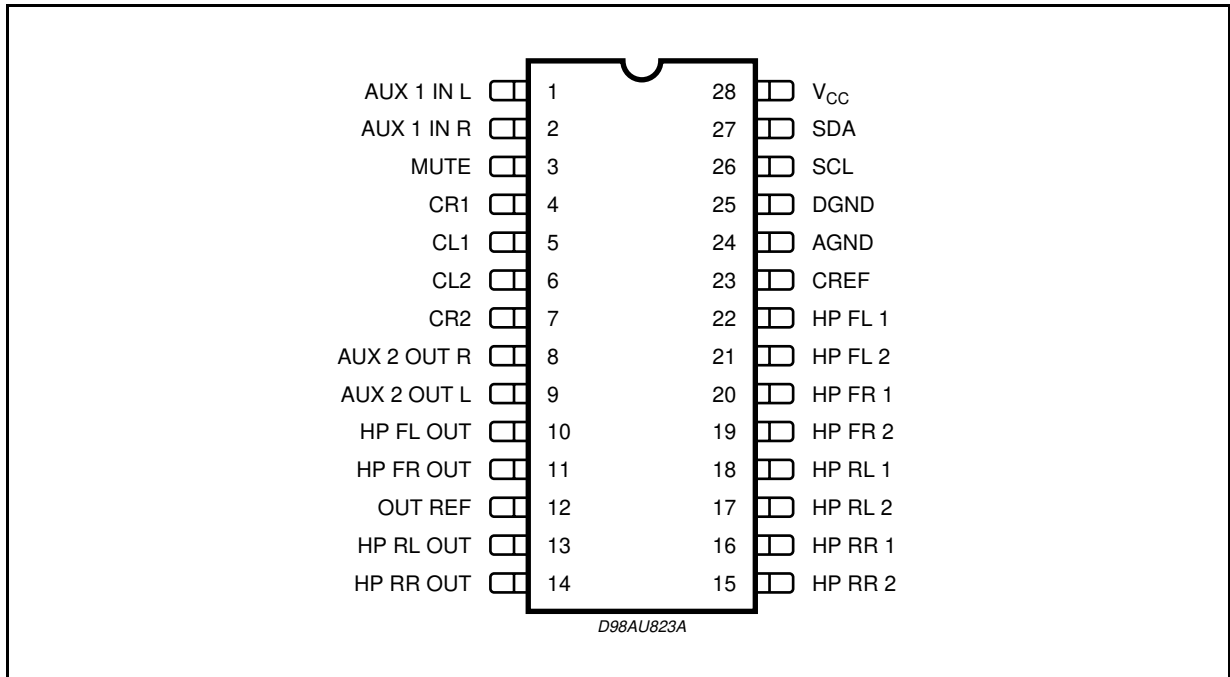 AUX 1 IN L 1 28 VCC
AUX 1 IN R 2 27 SDA
MUTE 3 26 SCL
CR1 4 25 DGND
CL1 5 24 AGND
CL2 6 23 CREF
CR2 7 22 HP FL 1
AUX 2 OUT R 8 21 HP FL 2
AUX 2 OUT L 9 20 HP FR 1
HP FL OUT 10 19 HP FR 2
HP FR OUT 11 18 HP RL 1
OUT REF 12 17 HP RL 2
HP RL OUT 13 16 HP RR 1
HP RR OUT 14 15 HP RR 2
D98AU823A